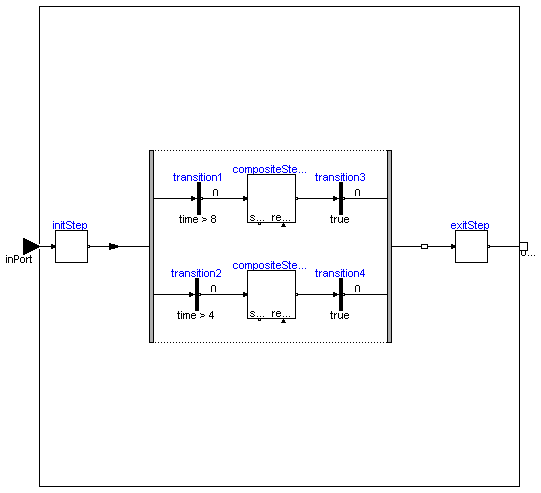 transition1
compositeSte...
transition3
n
n
time > 8
s...
re...
true
initStep
exitStep
inPort
transition2
compositeSte...
transition4
n
n
time > 4
s...
re...
true